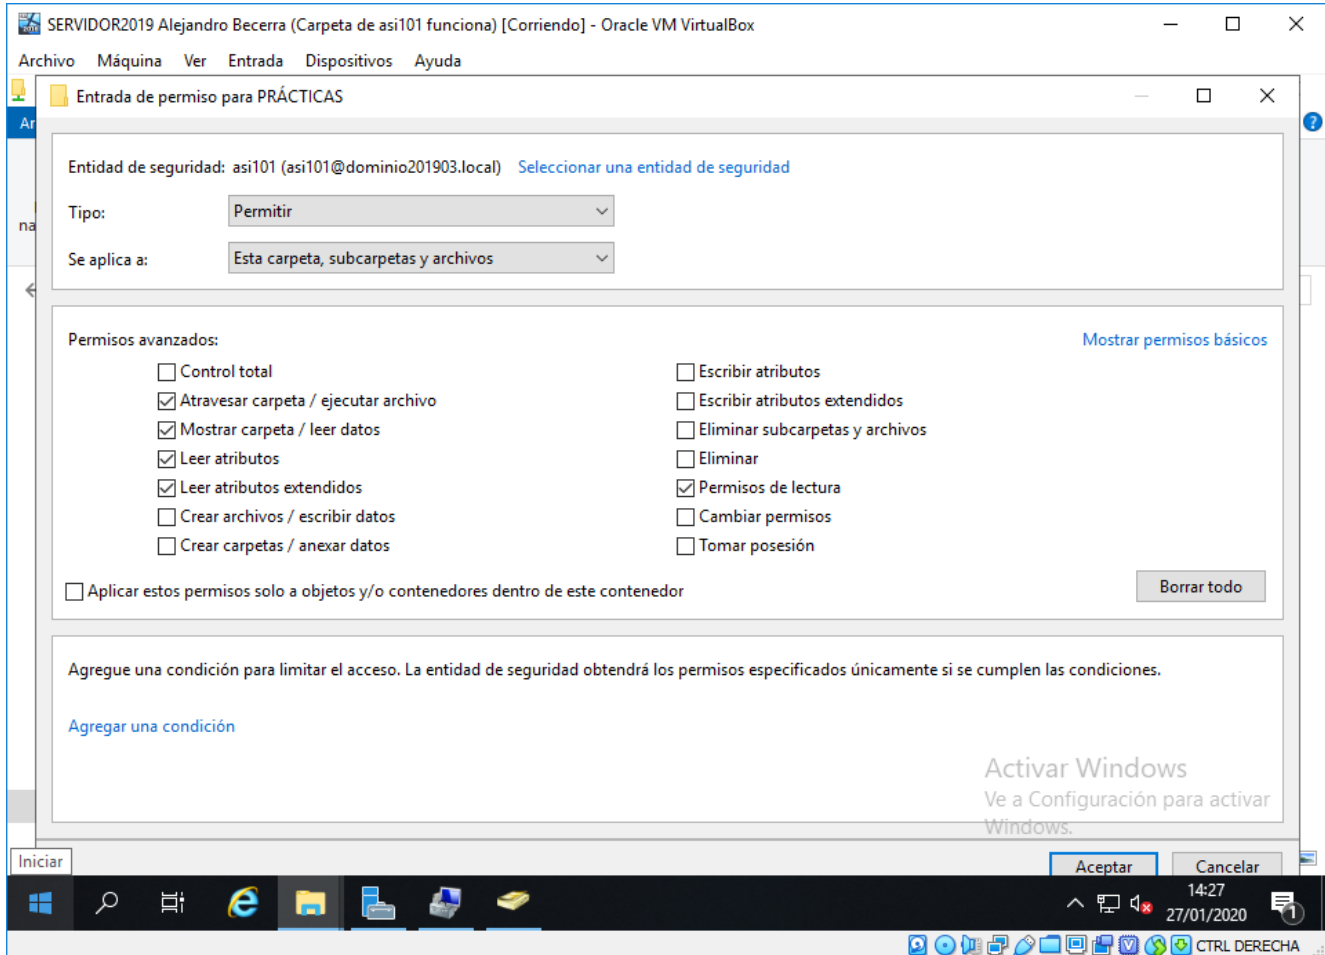 SERVIDOR2019 Alejandro Becerra (Carpeta de asi101 funciona) [Corriendo] - Oracle VM VirtualBox
Archivo Máquina Ver Entrada Dispositivos Ayuda
Entrada de permiso para PRÁCTICAS
Ar
Entidad de seguridad: asi101 (asi101@dominio201903.local) Seleccionar una entidad de seguridad
Tipo: Permitir
na
Se aplica a: Esta carpeta, subcarpetas y archivos
Permisos avanzados: Mostrar permisos básicos
Control total Escribir atributos
Atravesar carpeta / ejecutar archivo Escribir atributos extendidos
Mostrar carpeta / leer datos Eliminar subcarpetas y archivos
Leer atributos Eliminar
Leer atributos extendidos Permisos de lectura
Crear archivos / escribir datos Cambiar permisos
Crear carpetas / anexar datos Tomar posesión
Aplicar estos permisos solo a objetos y/o contenedores dentro de este contenedor Borrar todo
Agregue una condición para limitar el acceso. La entidad de seguridad obtendrá los permisos especificados únicamente si se cumplen las condiciones.
Agregar una condición
Activar Windows
Ve a Configuración para activar
Windows.
Iniciar
Aceptar Cancelar
14:27
27/01/2020
1
CTRL DERECHA